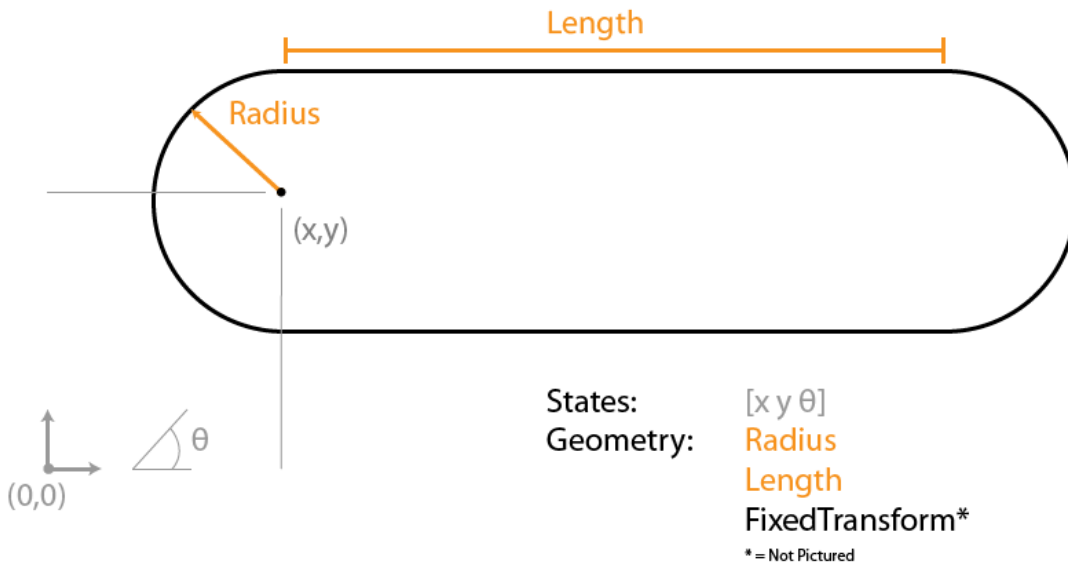 Length
Radius
(x,y)
θ
(0,0)
States: [x y θ]
Geometry: Radius
Length
FixedTransform*
* = Not Pictured